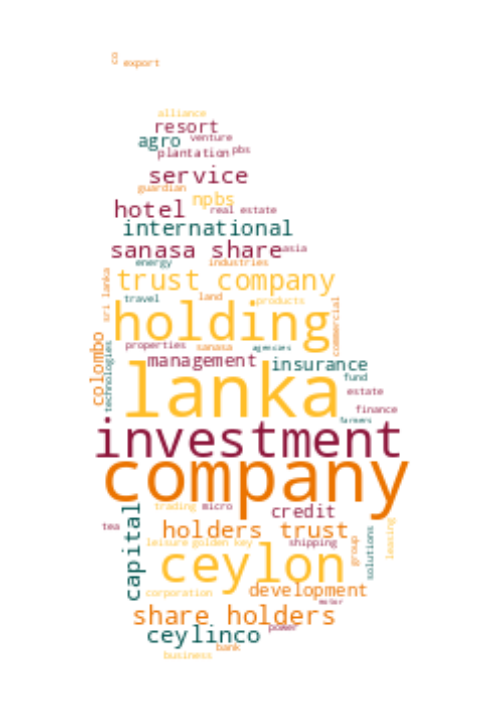 co
export
alliance
resort
agro venture
plantation pbs
service
guardian
npbs
hotel real estate
international
sanasa share asia
energy industries
sri lanka
trust company
travel land products
holding
commercial
properties sanasa agencies
colombo
technologies
management insurance
lanka
fund
estate
finance
farmers
investment
company
capital
trading micro credit
tea
holders trust
leasing
leisure golden key shipping
group
solutions
ceylon
corporation development
motor
share holders
ceylinco power
bank
business